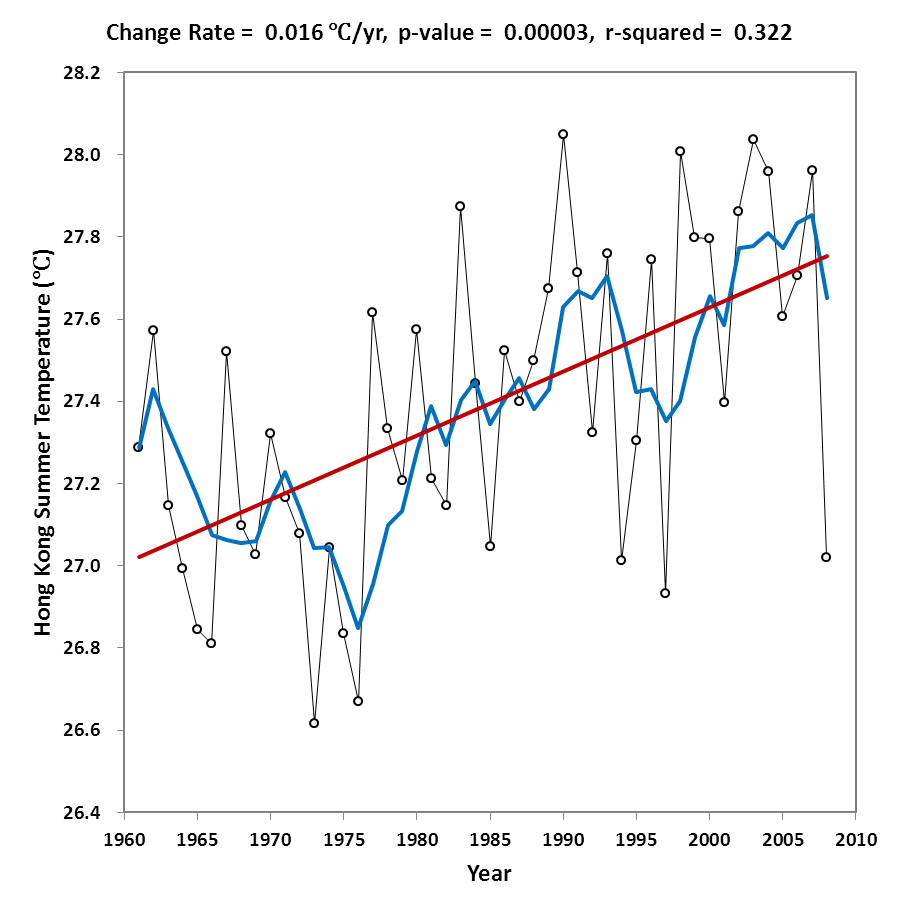 Change Rate = 0.016 ℃/yr, p-value = 0.00003, r-squared = 0.322
Hong Kong Summer Temperature (℃)
28.2
28.0
27.8
27.6
27.4
27.2
27.0
26.8
26.6
26.4
1960 1965 1970 1975 1980 1985 1990 1995 2000 2005 2010
Year